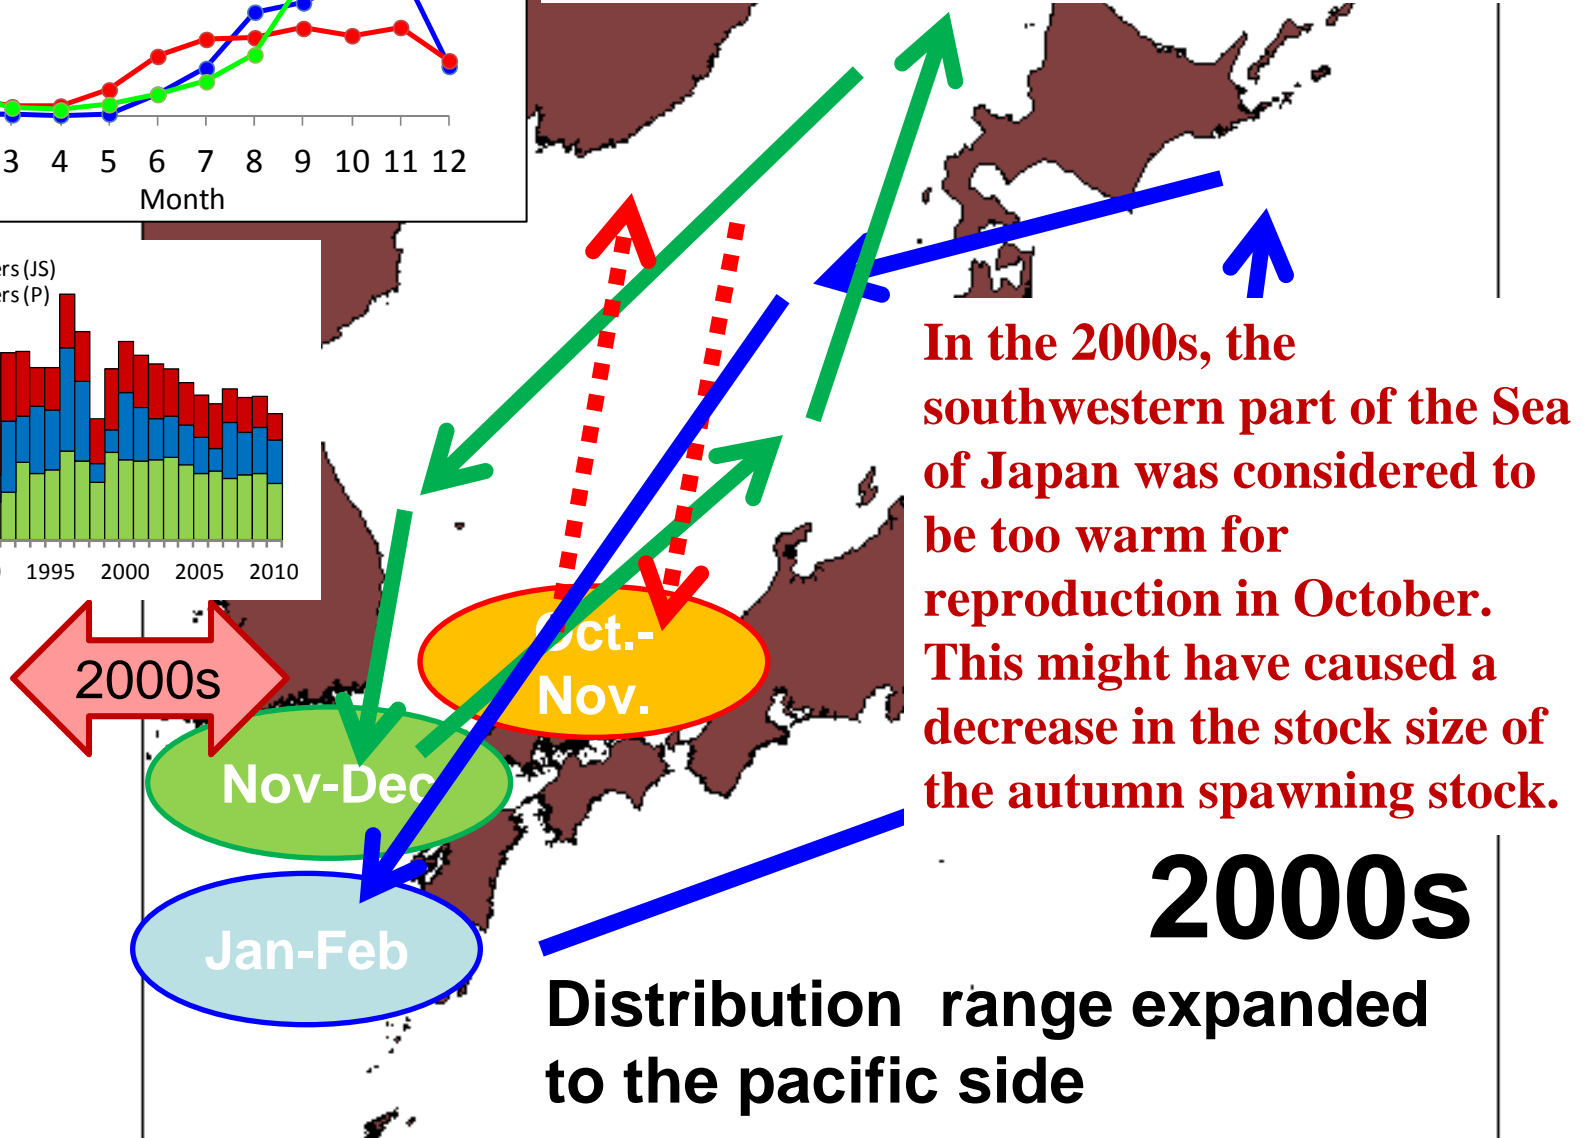 3 4 5 6 7 8 9 10 11 12
Month
ers (JS)
ers (P)
1995 2000 2005 2010
2000s
Oct.-
Nov.
Nov-Dec
Jan-Feb
In the 2000s, the
southwestern part of the Sea
of Japan was considered to
be too warm for
reproduction in October.
This might have caused a
decrease in the stock size of
the autumn spawning stock.
2000s
Distribution range expanded
to the pacific side